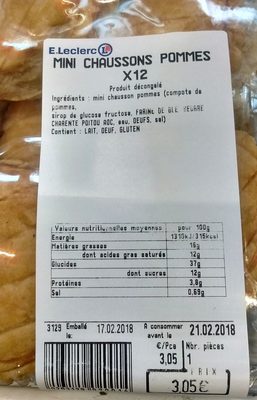 E.Leclerc L
MINI CHAUSSONS POMMES
X12
Produit décongelé
Ingrédients : mini chausson pommes (compote de
pommes,
sirop de glucose fructose, FARINE DE BLE BEURRE
CHARENTE POITOU AOC, eau, OEUFS, sel)
Contient : LAIT, OEUF, GLUTEN
Valeurs nutritionnelles moyennes pour 100g
Energie 1310kJ/315kcal
Matières grasses 16g
dont acides gras saturés 12g
Glucides 37g
dont sucres 12g
Protéines 3,8g
Sel 0,69g
3129 Emballé le: 17.02.2018 A consommer avant le 21.02.2018
€/Pce Nbr. pièces
3,05 1
PRIX
3,05€